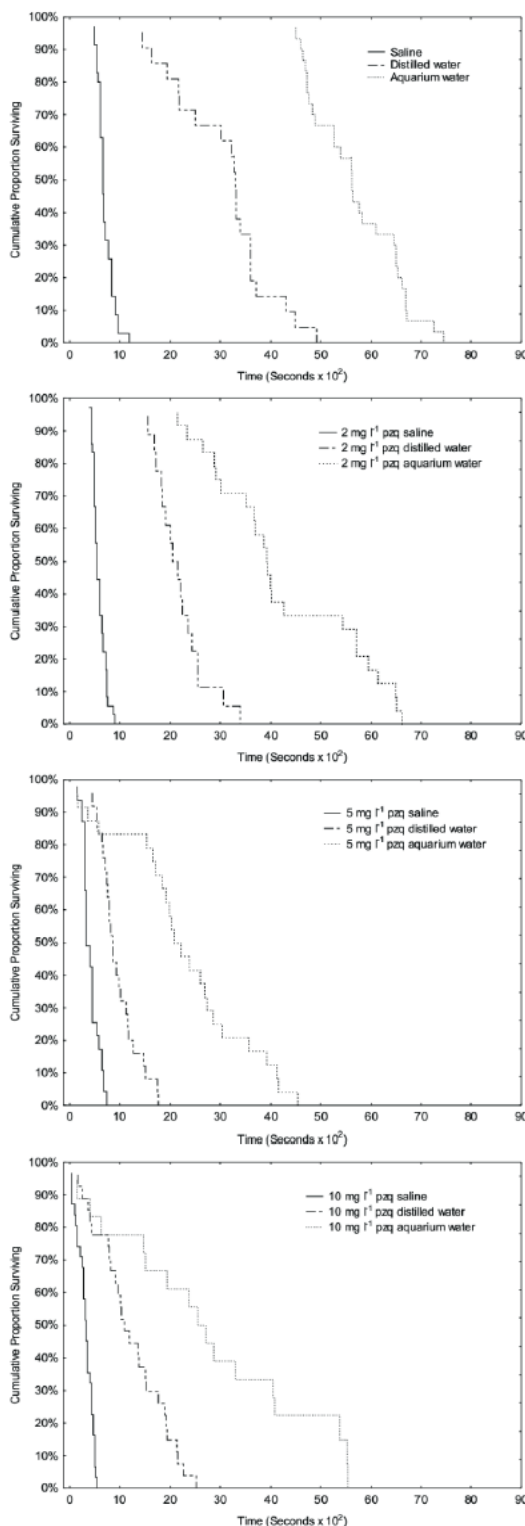 100%
90%
80%
70%
60%
50%
40%
30%
20%
10%
0%
Cumulative Proportion Surviving
Saline
Distilled water
Aquarium water
0 10 20 30 40 50 60 70 80 90
Time (Seconds x 10²)
100%
90%
80%
70%
60%
50%
40%
30%
20%
10%
0%
Cumulative Proportion Surviving
2 mg l⁻¹ pzq saline
2 mg l⁻¹ pzq distilled water
2 mg l⁻¹ pzq aquarium water
0 10 20 30 40 50 60 70 80 90
Time (Seconds x 10²)
100%
90%
80%
70%
60%
50%
40%
30%
20%
10%
0%
Cumulative Proportion Surviving
5 mg l⁻¹ pzq saline
5 mg l⁻¹ pzq distilled water
5 mg l⁻¹ pzq aquarium water
0 10 20 30 40 50 60 70 80 90
Time (Seconds x 10²)
100%
90%
80%
70%
60%
50%
40%
30%
20%
10%
0%
Cumulative Proportion Surviving
10 mg l⁻¹ pzq saline
10 mg l⁻¹ pzq distilled water
10 mg l⁻¹ pzq aquarium water
0 10 20 30 40 50 60 70 80 90
Time (Seconds x 10²)